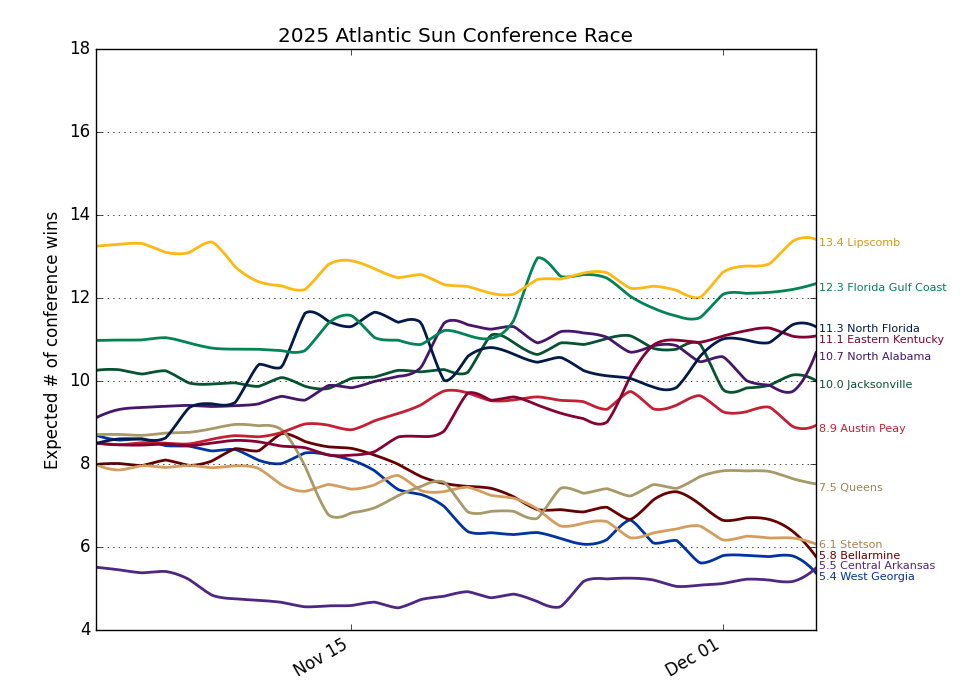 2025 Atlantic Sun Conference Race
Expected # of conference wins
18
16
14
12
10
8
6
4
Nov 15
Dec 01
13.4 Lipscomb
12.3 Florida Gulf Coast
11.3 North Florida
11.1 Eastern Kentucky
10.7 North Alabama
10.0 Jacksonville
8.9 Austin Peay
7.5 Queens
6.1 Stetson
5.8 Bellarmine
5.5 Central Arkansas
5.4 West Georgia